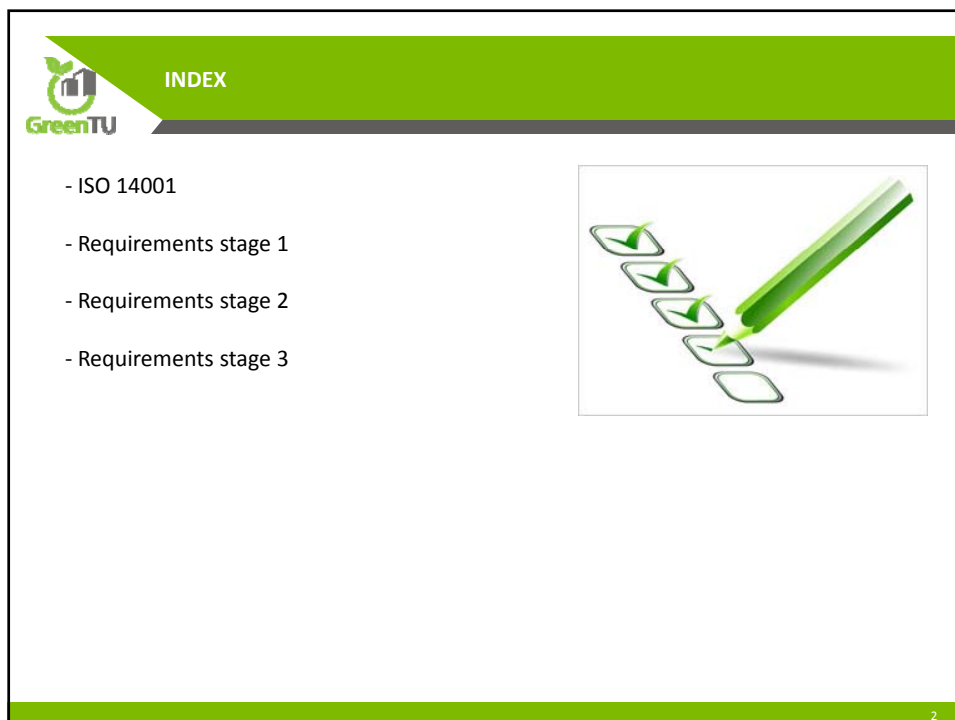 INDEX
GreenTU
- ISO 14001
- Requirements stage 1
- Requirements stage 2
- Requirements stage 3
2